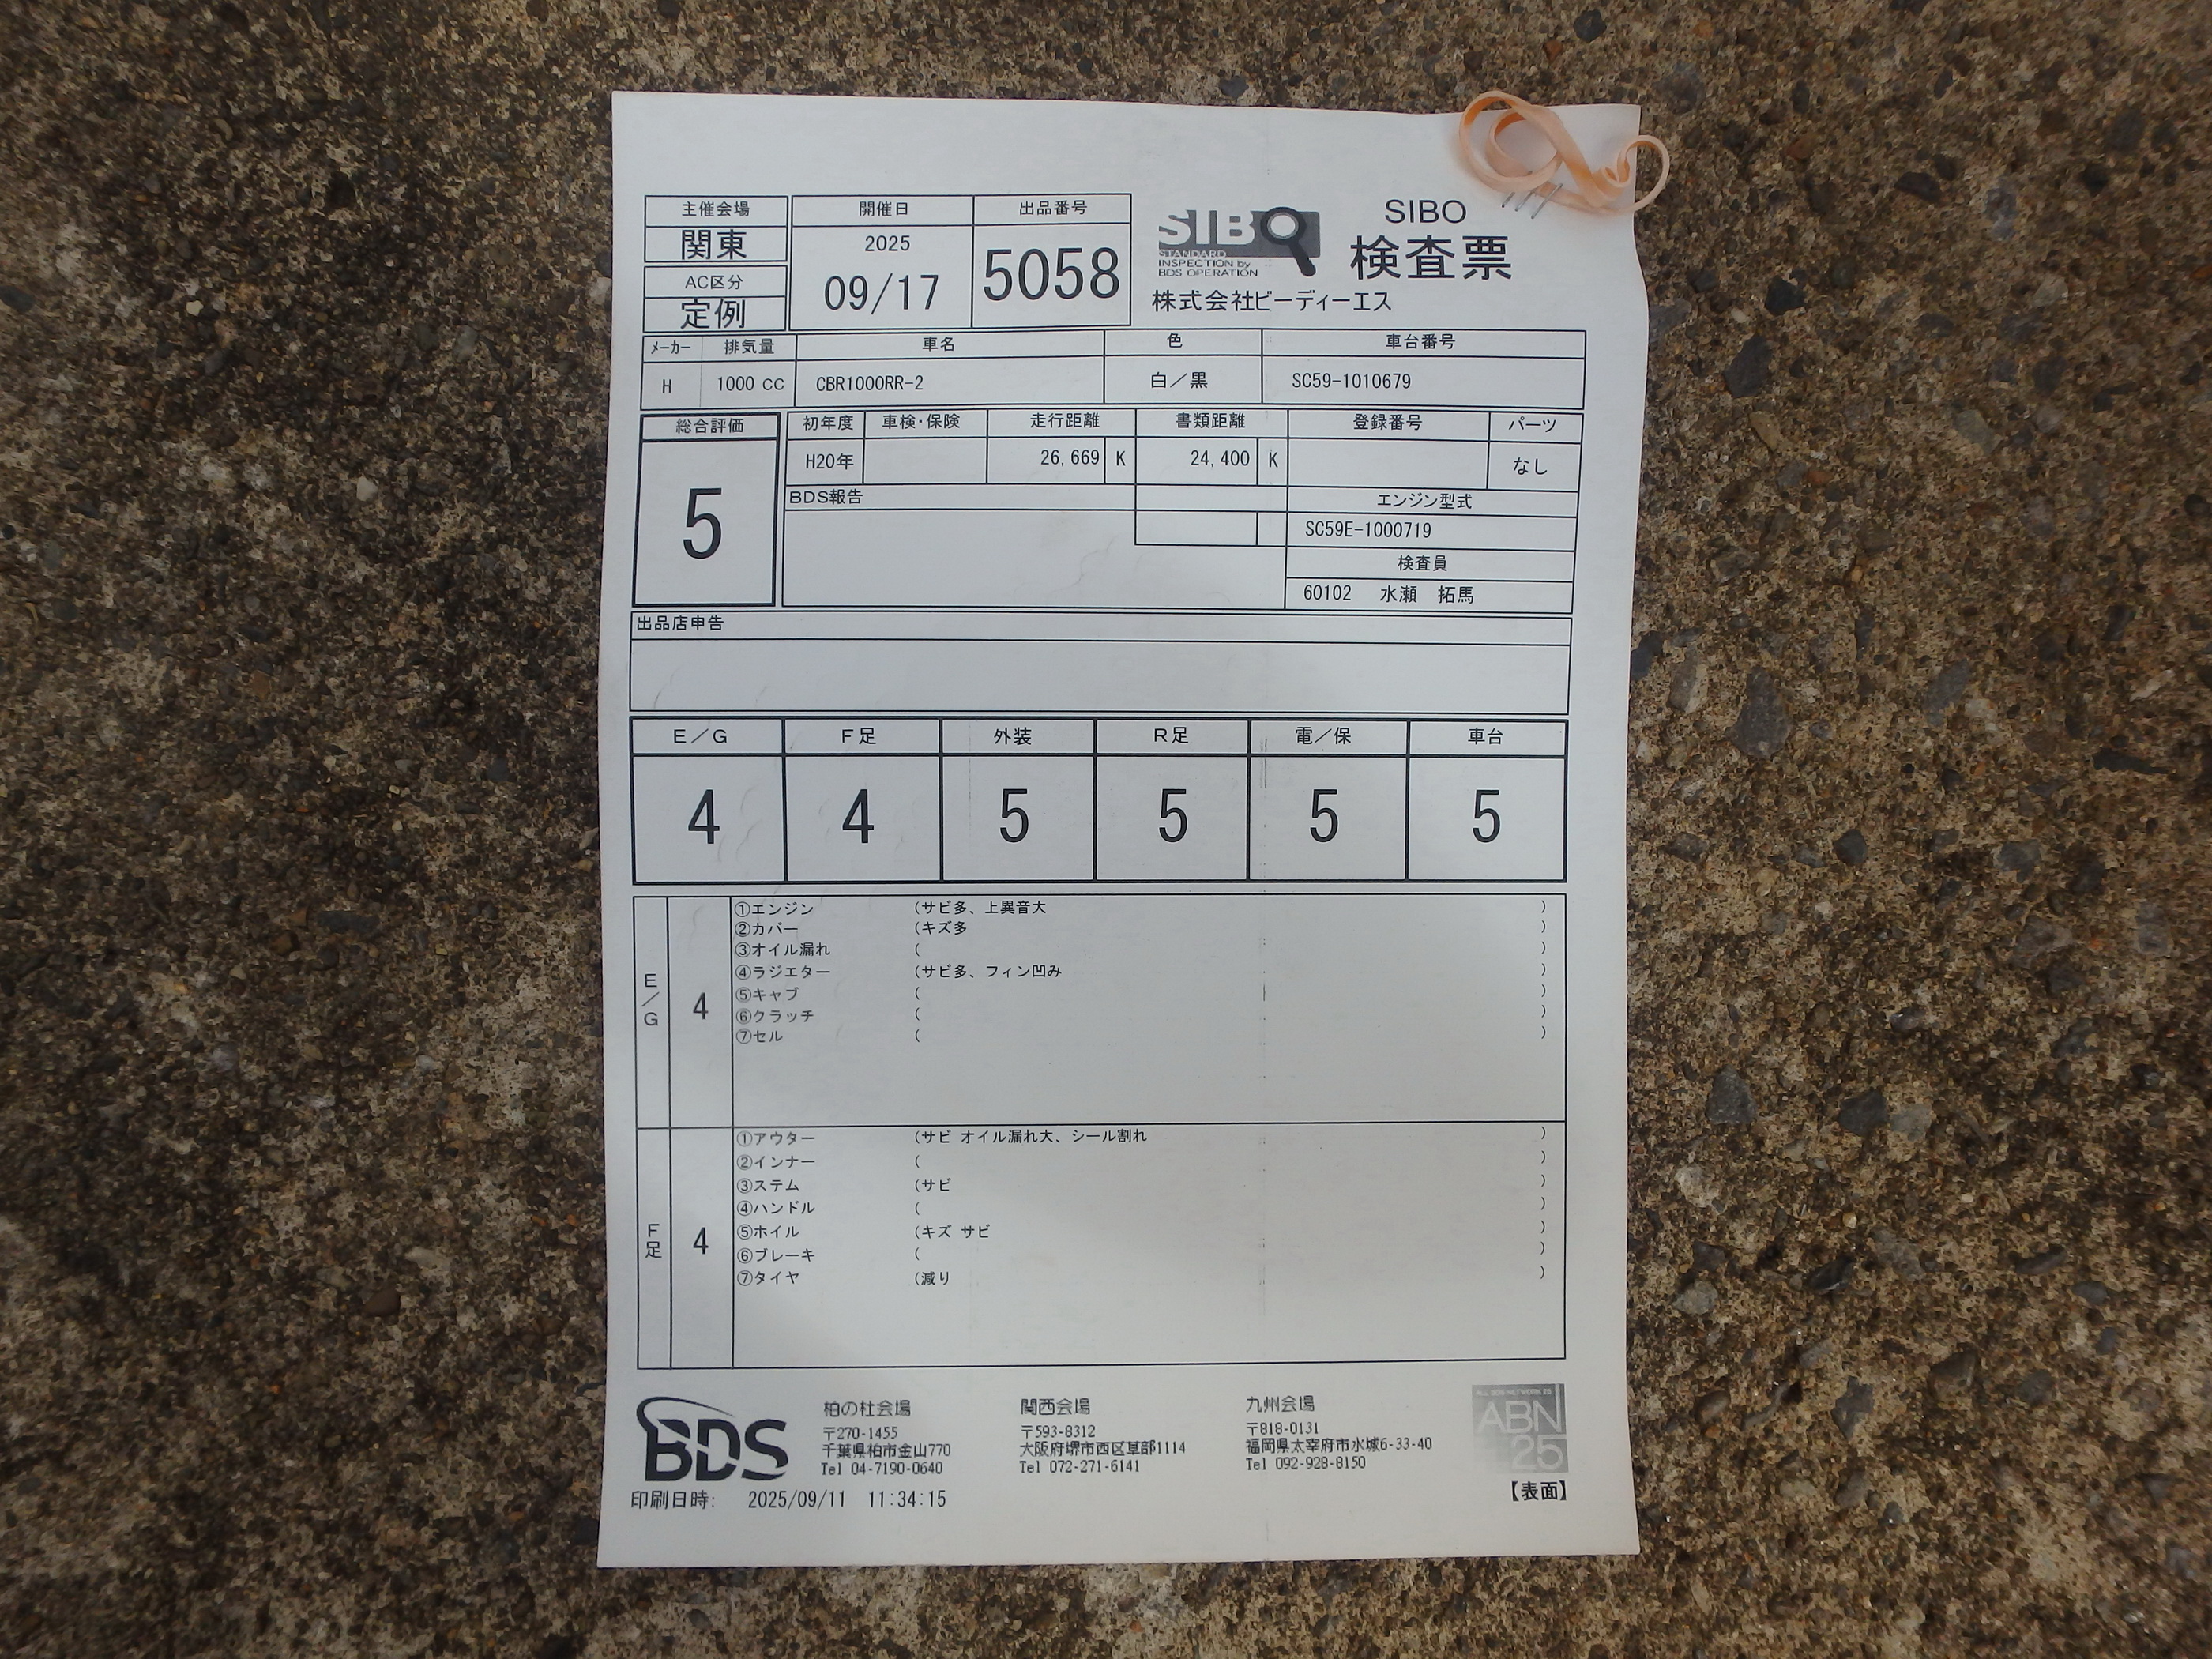 主催会場
関東
AC区分
定例
開催日
2025
09/17
出品番号
5058
SIBO
STANDARD
INSPECTION by
BDS OPERATION
SIBO
検査票
株式会社ビーディーエス
ﾒｰｶｰ 排気量 車名 色 車台番号
H 1000 CC CBR1000RR-2 白／黒 SC59-1010679
総合評価
5
初年度 車検・保険 走行距離 書類距離 登録番号 パーツ
H20年 26,669 K 24,400 K なし
BDS報告
エンジン型式
SC59E-1000719
検査員
60102 水瀬 拓馬
出品店申告
E／G F足 外装 R足 電／保 車台
4 4 5 5 5 5
E／G 4
①エンジン (サビ多、上異音大 )
②カバー (キズ多 )
③オイル漏れ ( )
④ラジエター (サビ多、フィン凹み )
⑤キャブ ( )
⑥クラッチ ( )
⑦セル ( )
F足 4
①アウター (サビ オイル漏れ大、シール割れ )
②インナー ( )
③ステム (サビ )
④ハンドル ( )
⑤ホイル (キズ サビ )
⑥ブレーキ ( )
⑦タイヤ (減り )
BDS
柏の杜会場
〒270-1455
千葉県柏市金山770
Tel 04-7190-0640
関西会場
〒593-8312
大阪府堺市西区草部1114
Tel 072-271-6141
九州会場
〒818-0131
福岡県太宰府市水城6-33-40
Tel 092-928-8150
ABN
25
【表面】
印刷日時: 2025/09/11 11:34:15